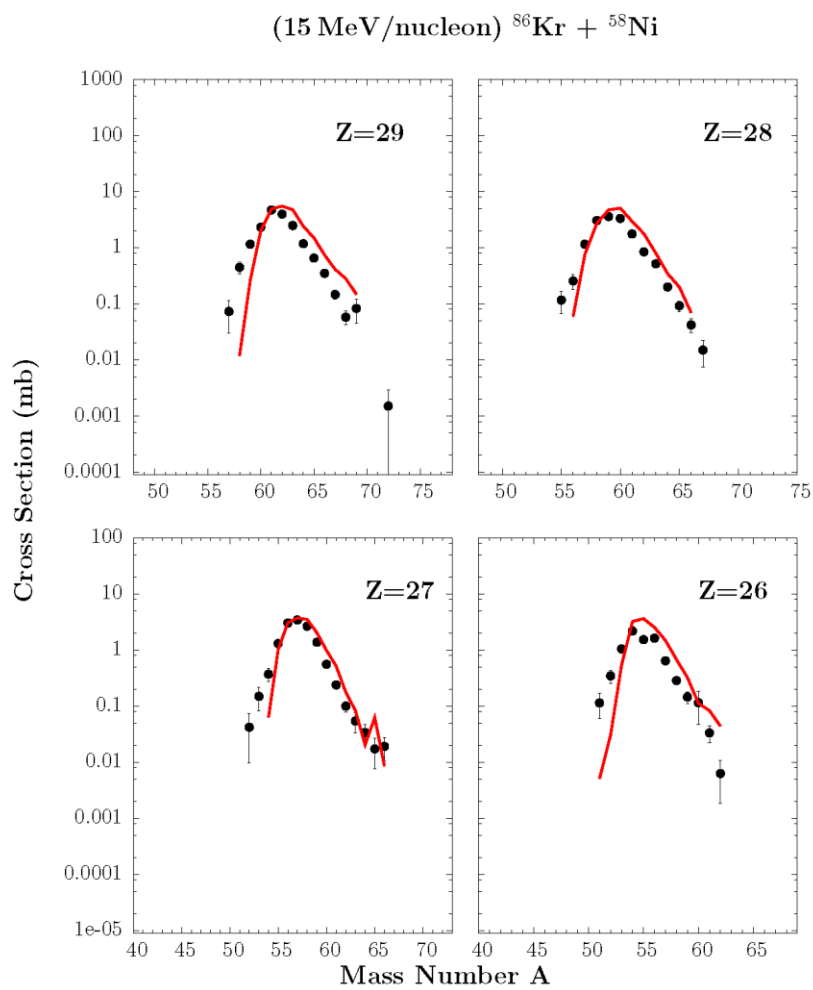 (15 MeV/nucleon) ⁸⁶Kr + ⁵⁸Ni
1000
100
10
1
0.1
0.01
0.001
0.0001
Z=29
Z=28
50 55 60 65 70 75
50 55 60 65 70 75
Cross Section (mb)
100
10
1
0.1
0.01
0.001
0.0001
1e-05
Z=27
Z=26
40 45 50 55 60 65 70
40 45 50 55 60 65
Mass Number A